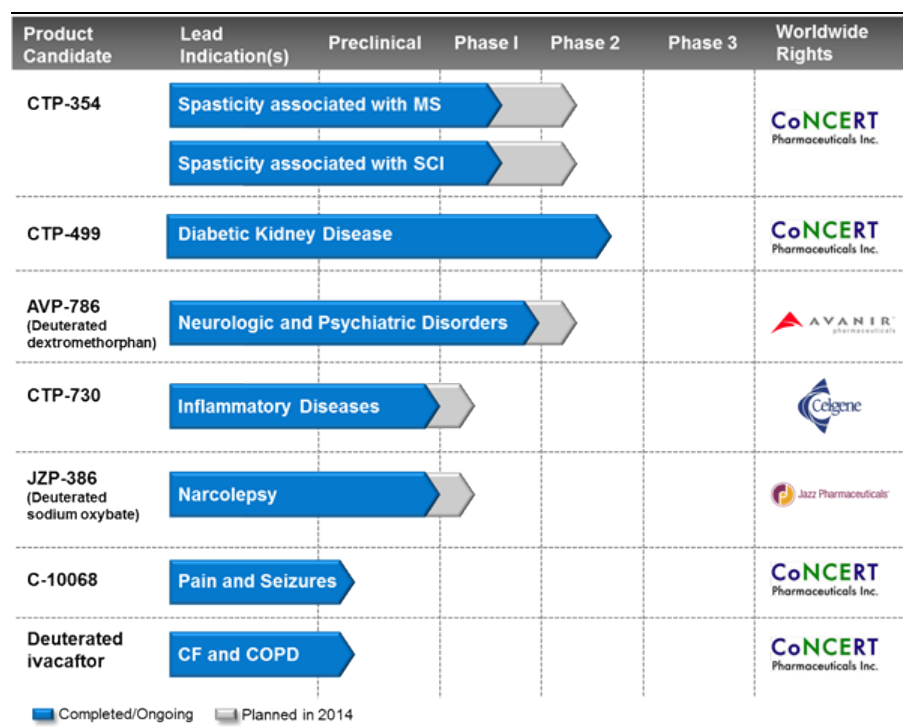 Product
Candidate
Lead
Indication(s)
Preclinical
Phase I
Phase 2
Phase 3
Worldwide
Rights
CTP-354
Spasticity associated with MS
Spasticity associated with SCI
CoNCERT
Pharmaceuticals Inc.
CTP-499
Diabetic Kidney Disease
CoNCERT
Pharmaceuticals Inc.
AVP-786
(Deuterated
dextromethorphan)
Neurologic and Psychiatric Disorders
AVANIR
pharmaceuticals
CTP-730
Inflammatory Diseases
Celgene
JZP-386
(Deuterated
sodium oxybate)
Narcolepsy
Jazz Pharmaceuticals
C-10068
Pain and Seizures
CoNCERT
Pharmaceuticals Inc.
Deuterated
ivacaftor
CF and COPD
CoNCERT
Pharmaceuticals Inc.
Completed/Ongoing
Planned in 2014